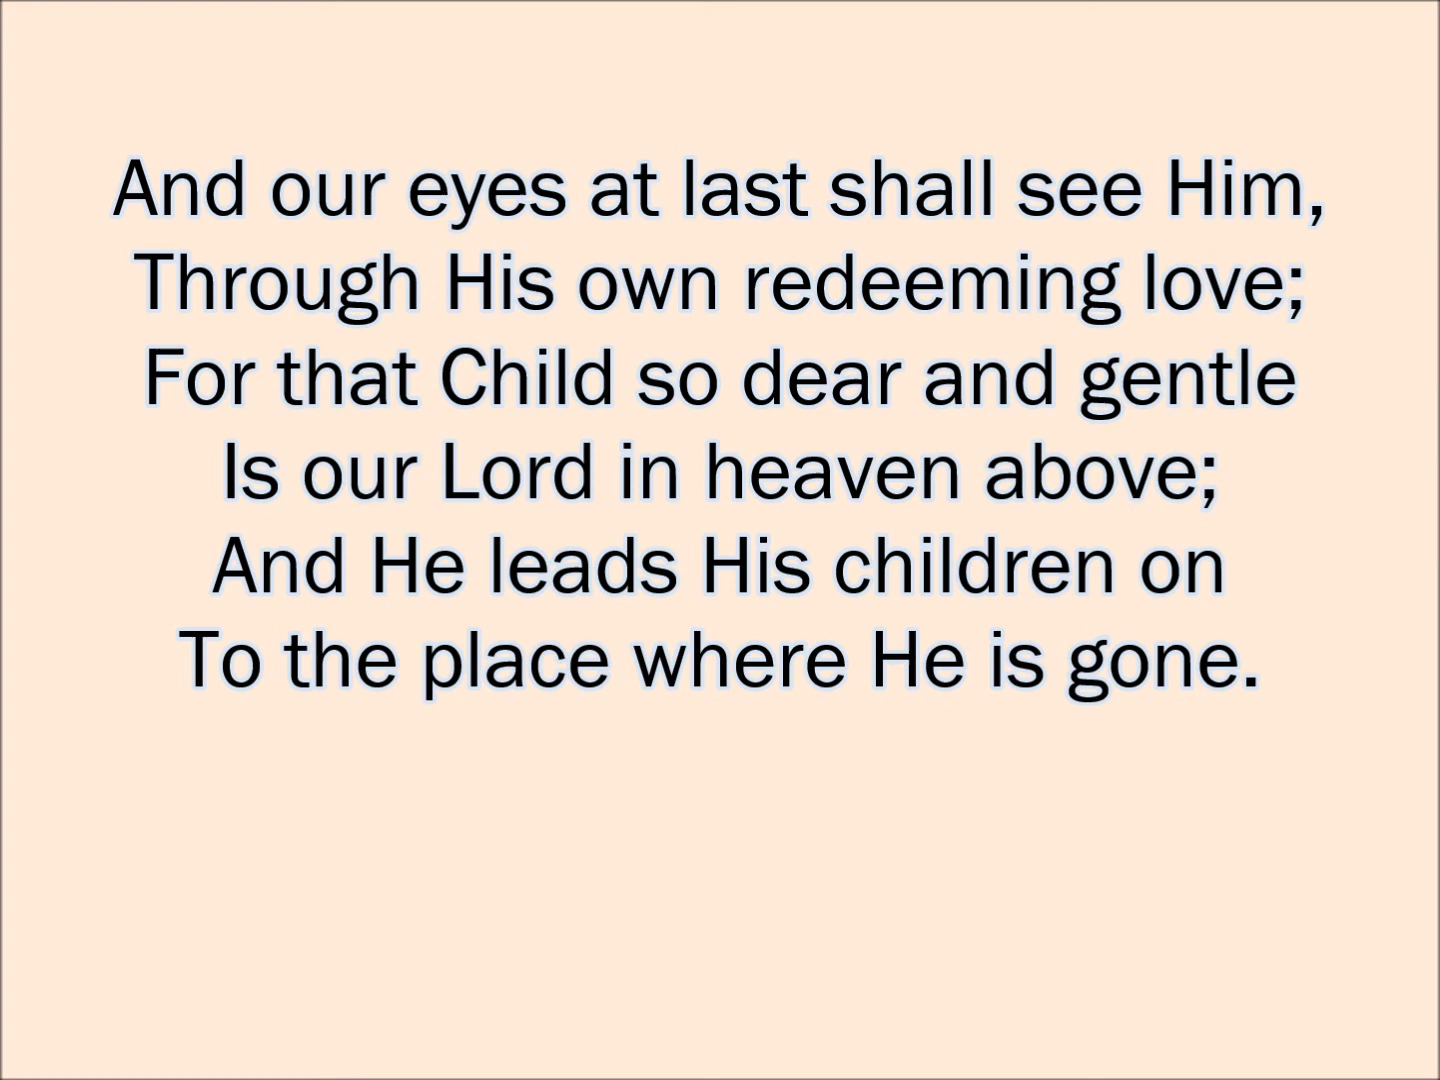 And our eyes at last shall see Him,
Through His own redeeming love;
For that Child so dear and gentle
Is our Lord in heaven above;
And He leads His children on
To the place where He is gone.